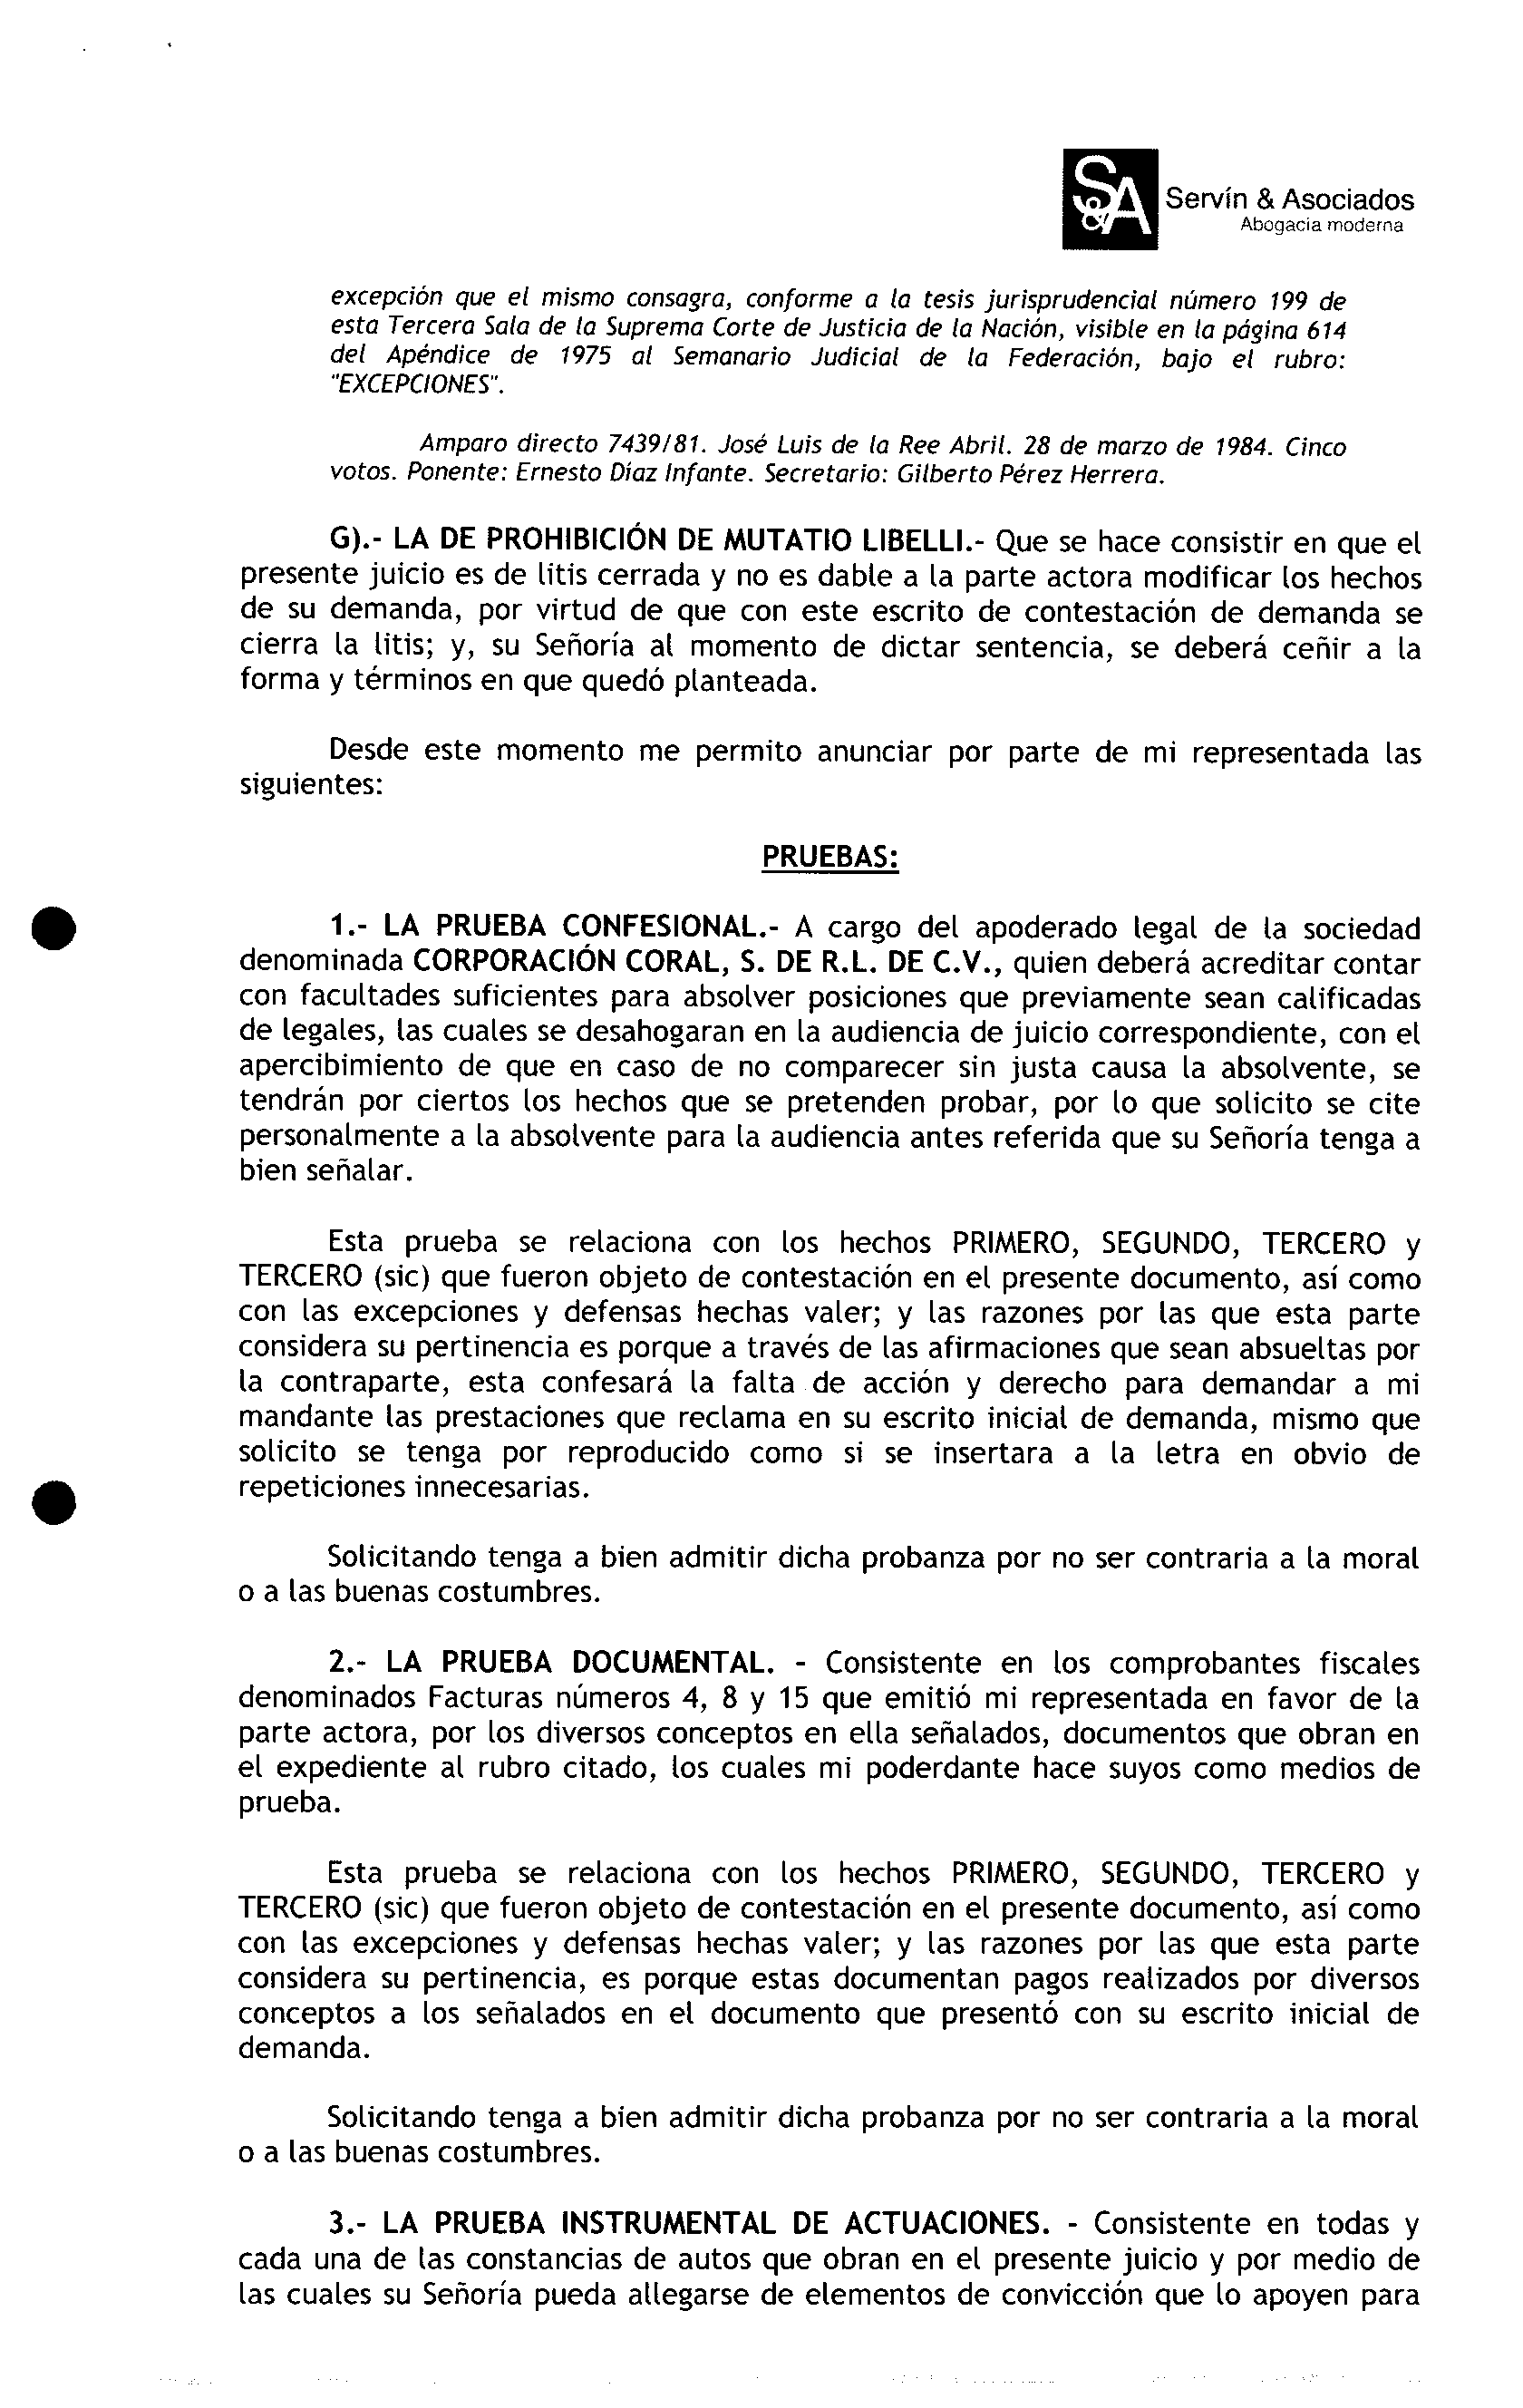 S&A
Servín & Asociados
Abogacia moderna
excepción que el mismo consagra, conforme a la tesis jurisprudencial número 199 de
esta Tercera Sala de la Suprema Corte de Justicia de la Nación, visible en la página 614
del Apéndice de 1975 al Semanario Judicial de la Federación, bajo el rubro:
"EXCEPCIONES".
Amparo directo 7439/81. José Luis de la Ree Abril. 28 de marzo de 1984. Cinco
votos. Ponente: Ernesto Díaz Infante. Secretario: Gilberto Pérez Herrera.
G).- LA DE PROHIBICIÓN DE MUTATIO LIBELLI.- Que se hace consistir en que el
presente juicio es de litis cerrada y no es dable a la parte actora modificar los hechos
de su demanda, por virtud de que con este escrito de contestación de demanda se
cierra la litis; y, su Señoría al momento de dictar sentencia, se deberá ceñir a la
forma y términos en que quedó planteada.
Desde este momento me permito anunciar por parte de mi representada las
siguientes:
PRUEBAS:
1.- LA PRUEBA CONFESIONAL.- A cargo del apoderado legal de la sociedad
denominada CORPORACIÓN CORAL, S. DE R.L. DE C.V., quien deberá acreditar contar
con facultades suficientes para absolver posiciones que previamente sean calificadas
de legales, las cuales se desahogaran en la audiencia de juicio correspondiente, con el
apercibimiento de que en caso de no comparecer sin justa causa la absolvente, se
tendrán por ciertos los hechos que se pretenden probar, por lo que solicito se cite
personalmente a la absolvente para la audiencia antes referida que su Señoría tenga a
bien señalar.
Esta prueba se relaciona con los hechos PRIMERO, SEGUNDO, TERCERO y
TERCERO (sic) que fueron objeto de contestación en el presente documento, así como
con las excepciones y defensas hechas valer; y las razones por las que esta parte
considera su pertinencia es porque a través de las afirmaciones que sean absueltas por
la contraparte, esta confesará la falta de acción y derecho para demandar a mi
mandante las prestaciones que reclama en su escrito inicial de demanda, mismo que
solicito se tenga por reproducido como si se insertara a la letra en obvio de
repeticiones innecesarias.
Solicitando tenga a bien admitir dicha probanza por no ser contraria a la moral
o a las buenas costumbres.
2.- LA PRUEBA DOCUMENTAL. - Consistente en los comprobantes fiscales
denominados Facturas números 4, 8 y 15 que emitió mi representada en favor de la
parte actora, por los diversos conceptos en ella señalados, documentos que obran en
el expediente al rubro citado, los cuales mi poderdante hace suyos como medios de
prueba.
Esta prueba se relaciona con los hechos PRIMERO, SEGUNDO, TERCERO y
TERCERO (sic) que fueron objeto de contestación en el presente documento, así como
con las excepciones y defensas hechas valer; y las razones por las que esta parte
considera su pertinencia, es porque estas documentan pagos realizados por diversos
conceptos a los señalados en el documento que presentó con su escrito inicial de
demanda.
Solicitando tenga a bien admitir dicha probanza por no ser contraria a la moral
o a las buenas costumbres.
3.- LA PRUEBA INSTRUMENTAL DE ACTUACIONES. - Consistente en todas y
cada una de las constancias de autos que obran en el presente juicio y por medio de
las cuales su Señoría pueda allegarse de elementos de convicción que lo apoyen para